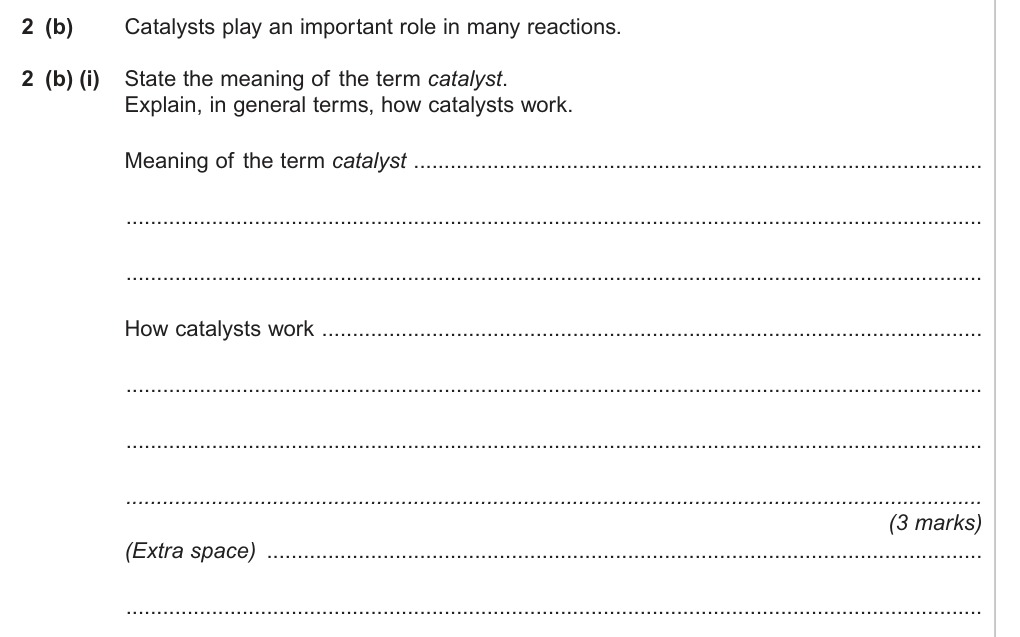 2 (b) Catalysts play an important role in many reactions.
2 (b) (i) State the meaning of the term catalyst.
Explain, in general terms, how catalysts work.
Meaning of the term catalyst ..............................................................................................
..............................................................................................................................................
..............................................................................................................................................
How catalysts work .............................................................................................................
..............................................................................................................................................
..............................................................................................................................................
..............................................................................................................................................
(3 marks)
(Extra space) ......................................................................................................................
..............................................................................................................................................